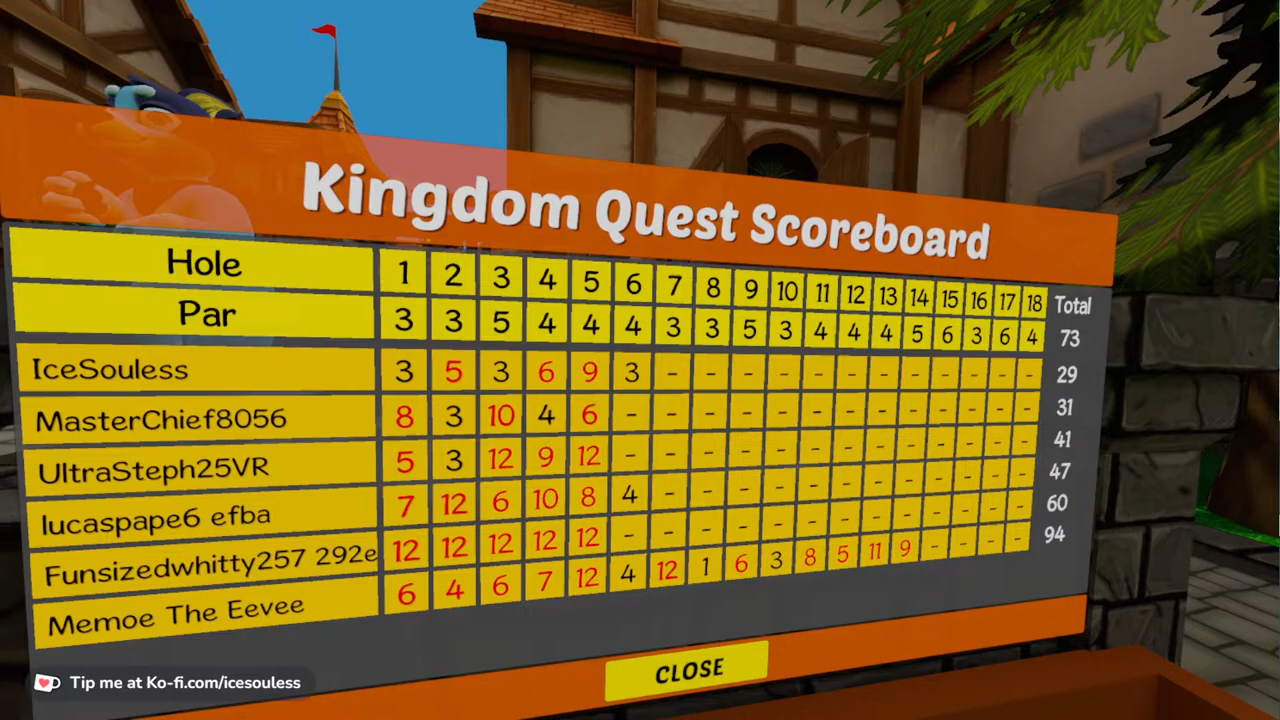 Kingdom Quest Scoreboard
Hole 1 2 3 4 5 6 7 8 9 10 11 12 13 14 15 16 17 18 Total
Par 3 3 5 4 4 4 3 3 5 3 4 4 4 5 6 3 6 4 73
IceSouless 3 5 3 6 9 3 - - - - - - - - - - - - 29
MasterChief8056 8 3 10 4 6 - - - - - - - - - - - - - 31
UltraSteph25VR 5 3 12 9 12 - - - - - - - - - - - - - 41
lucaspape6 efba 7 12 6 10 8 4 - - - - - - - - - - - - 47
Funsizedwhitty257 292e 12 12 12 12 12 - - - - - - - - - - - - - 60
Memoe The Eevee 6 4 6 7 12 4 12 1 6 3 8 5 11 9 - - - - 94
CLOSE
Tip me at Ko-fi.com/icesouless